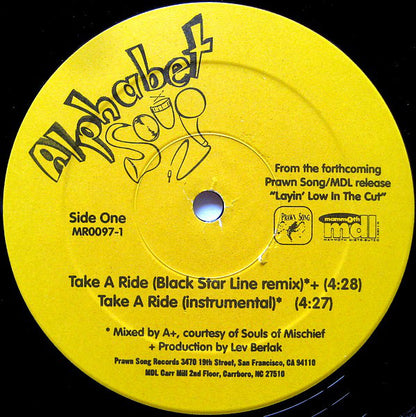 Alphabet
Soup
From the forthcoming
Prawn Song/MDL release
"Layin' Low In The Cut"
Side One
MR0097-1
PRAWN SONG
mammoth
mdl
MAMMOTH DISTRIBUTED
LABELS
Take A Ride (Black Star Line remix)*+ (4:28)
Take A Ride (instrumental)* (4:27)
* Mixed by A+, courtesy of Souls of Mischief
+ Production by Lev Berlak
Prawn Song Records 3470 19th Street, San Francisco, CA 94110
MDL Carr Mill 2nd Floor, Carrboro, NC 27510